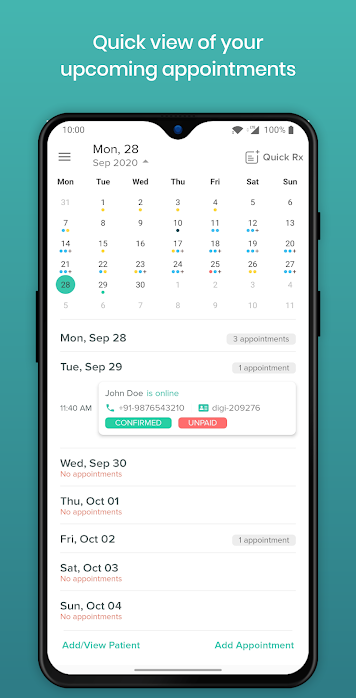 Quick view of your
upcoming appointments
10:00 100%
Mon, 28
Sep 2020
Quick Rx
Mon Tue Wed Thu Fri Sat Sun
31 1 2 3 4 5 6
7 8 9 10 11 12 13
14 15 16 17 18 19 20
21 22 23 24 25 26 27
28 29 30 1 2 3 4
5 6 7 8 9 10 11
Mon, Sep 28 3 appointments
Tue, Sep 29 1 appointment
John Doe is online
11:40 AM +91-9876543210 digi-209276
CONFIRMED UNPAID
Wed, Sep 30
No appointments
Thu, Oct 01
No appointments
Fri, Oct 02 1 appointment
Sat, Oct 03
No appointments
Sun, Oct 04
No appointments
Add/View Patient Add Appointment